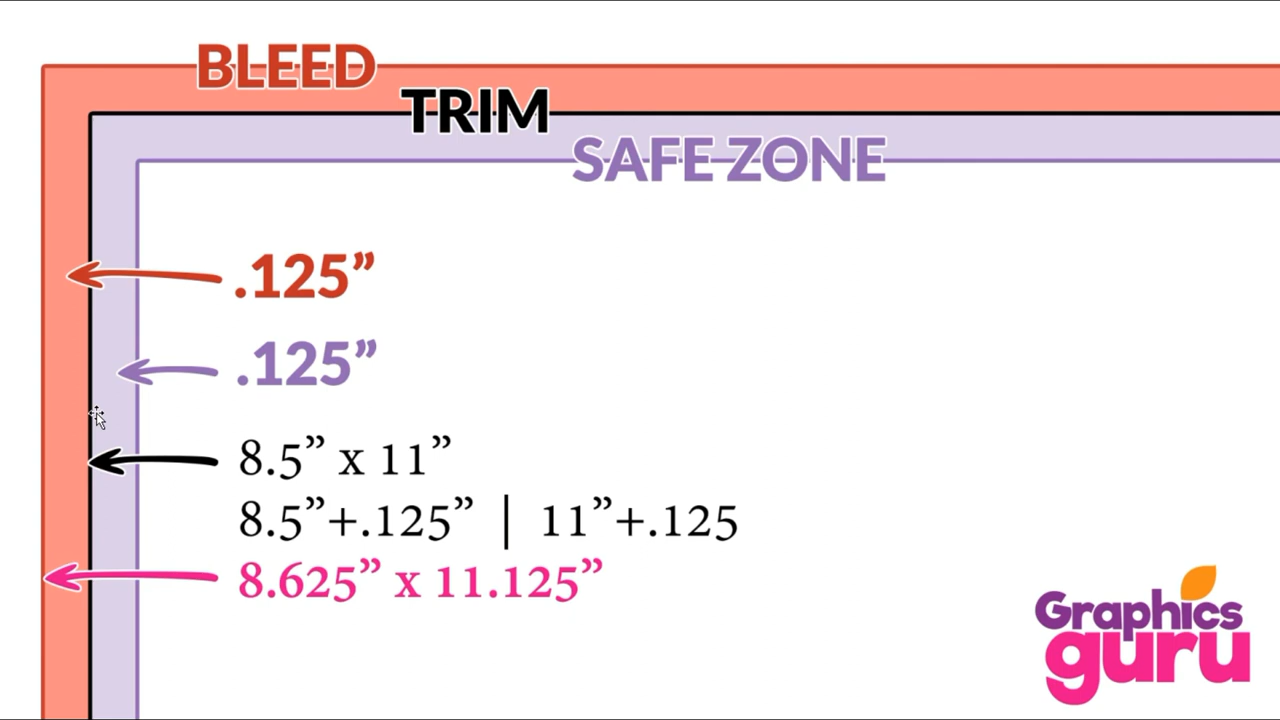 BLEED
TRIM
SAFE ZONE
.125”
.125”
8.5” x 11”
8.5”+.125” | 11”+.125
8.625” x 11.125”
Graphics
guru